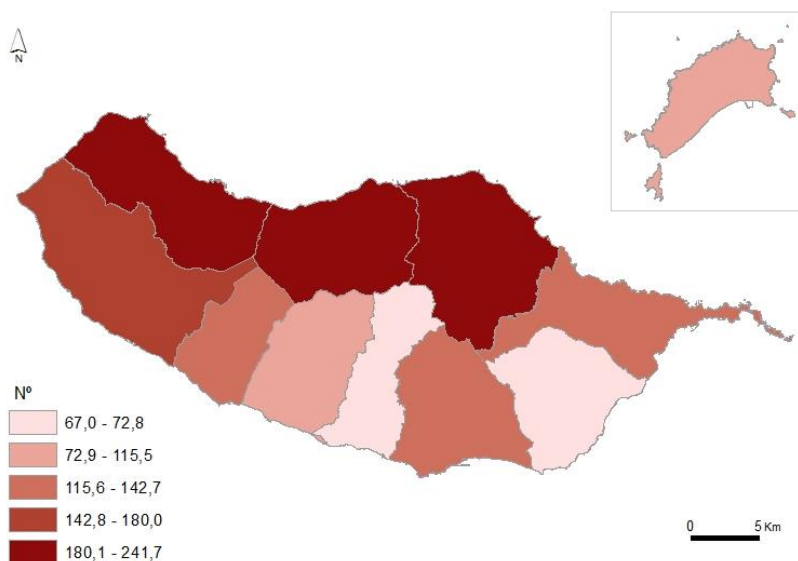 N
Nº
67,0 - 72,8
72,9 - 115,5
115,6 - 142,7
142,8 - 180,0
180,1 - 241,7
0 5 Km